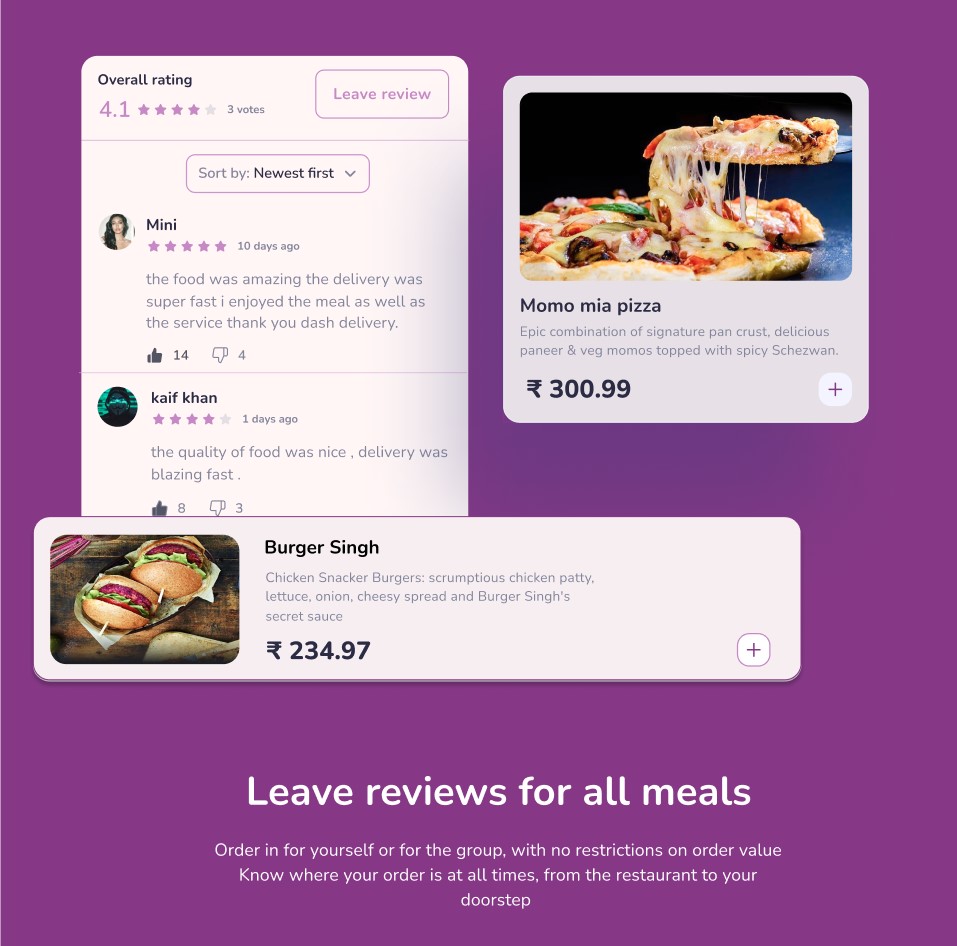 Overall rating
4.1 3 votes
Leave review
Sort by: Newest first
Mini
10 days ago
the food was amazing the delivery was
super fast i enjoyed the meal as well as
the service thank you dash delivery.
14 4
kaif khan
1 days ago
the quality of food was nice , delivery was
blazing fast .
8 3
Momo mia pizza
Epic combination of signature pan crust, delicious
paneer & veg momos topped with spicy Schezwan.
₹ 300.99
Burger Singh
Chicken Snacker Burgers: scrumptious chicken patty,
lettuce, onion, cheesy spread and Burger Singh's
secret sauce
₹ 234.97
Leave reviews for all meals
Order in for yourself or for the group, with no restrictions on order value
Know where your order is at all times, from the restaurant to your
doorstep